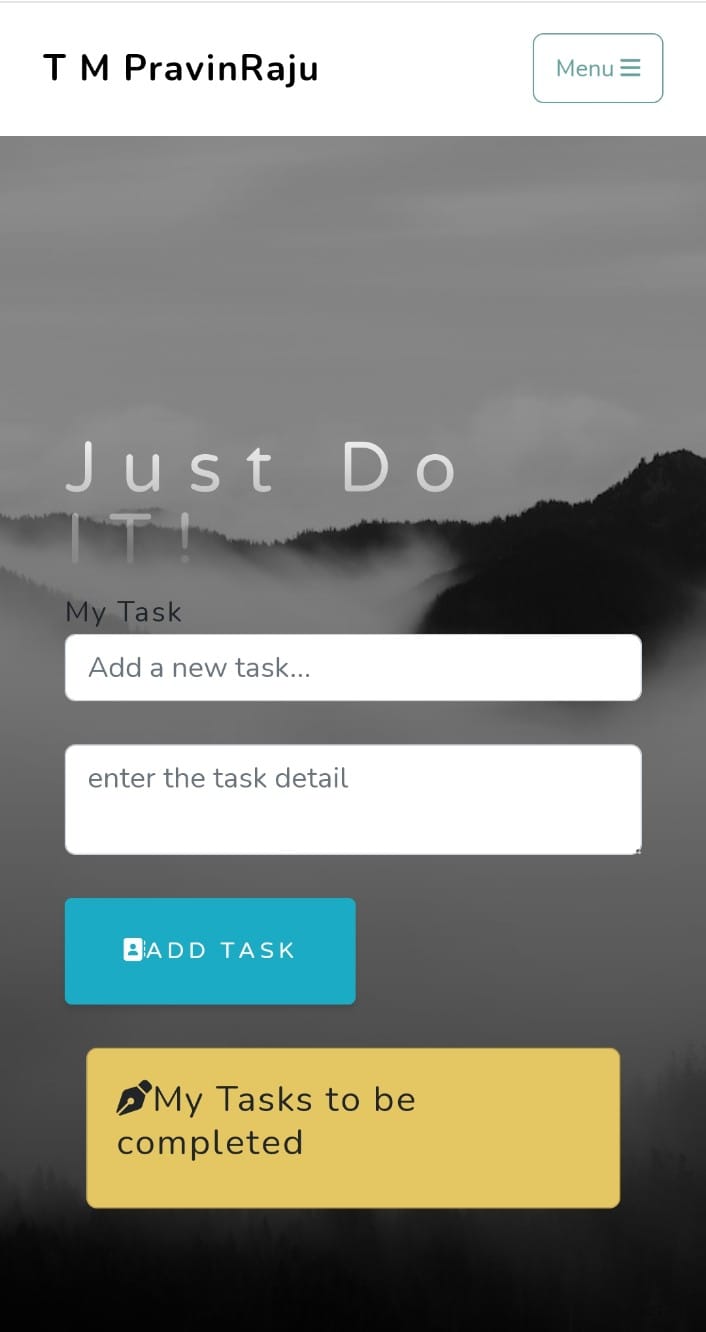 T M PravinRaju
Menu
Just Do
IT!
My Task
Add a new task...
enter the task detail
ADD TASK
My Tasks to be
completed